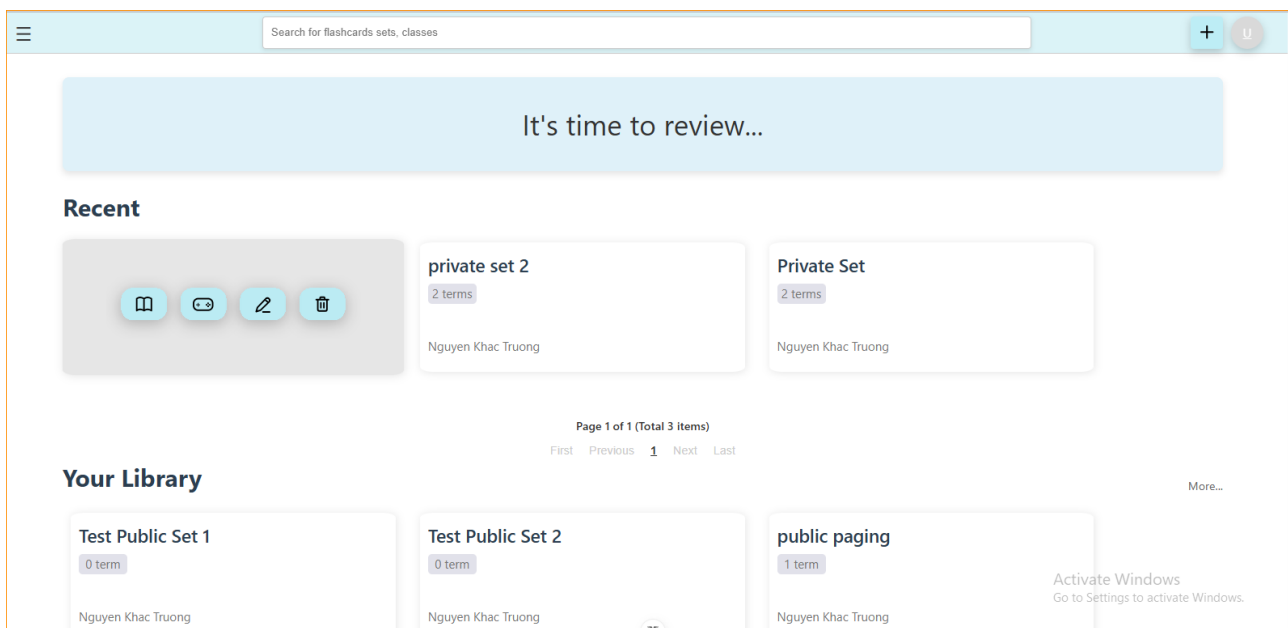 Search for flashcards sets, classes
+
U
It's time to review...
Recent
private set 2
2 terms
Nguyen Khac Truong
Private Set
2 terms
Nguyen Khac Truong
Page 1 of 1 (Total 3 items)
First Previous 1 Next Last
Your Library
More...
Test Public Set 1
0 term
Nguyen Khac Truong
Test Public Set 2
0 term
Nguyen Khac Truong
public paging
1 term
Nguyen Khac Truong
Activate Windows
Go to Settings to activate Windows.